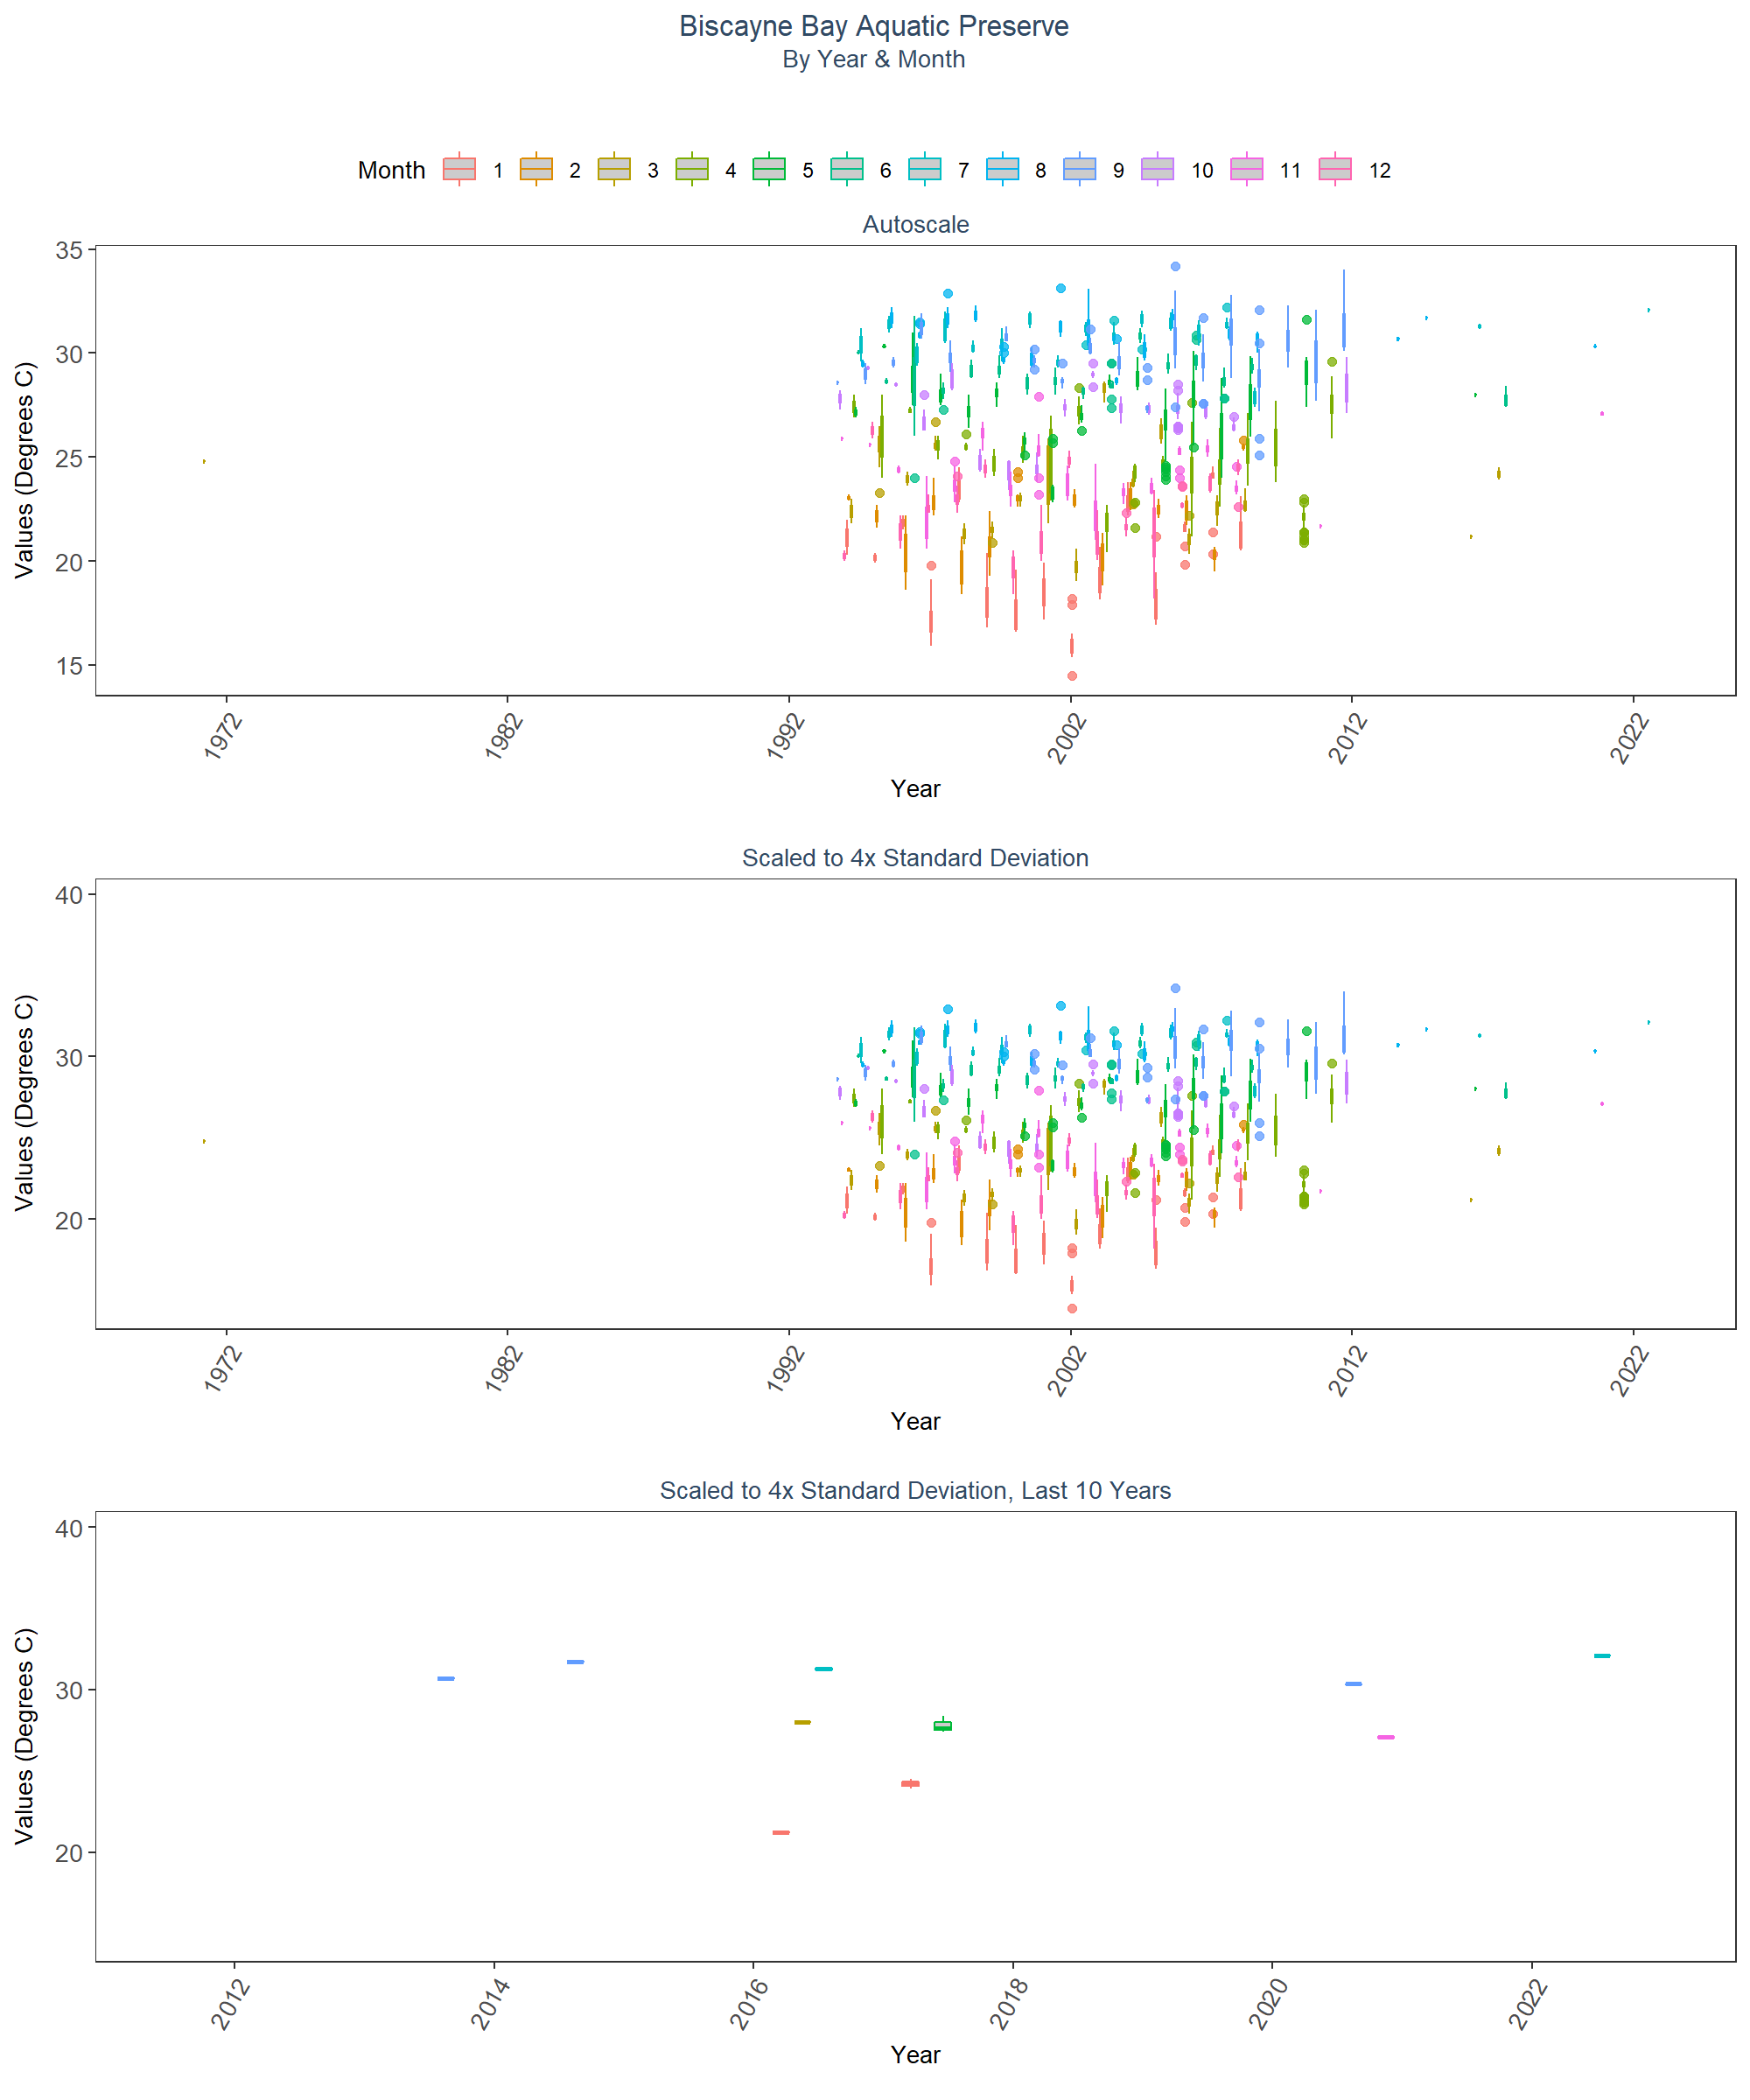 Biscayne Bay Aquatic Preserve
By Year & Month
Month 1 2 3 4 5 6 7 8 9 10 11 12
Autoscale
Values (Degrees C)
35
30
25
20
15
1972 1982 1992 2002 2012 2022
Year
Scaled to 4x Standard Deviation
Values (Degrees C)
40
30
20
1972 1982 1992 2002 2012 2022
Year
Scaled to 4x Standard Deviation, Last 10 Years
Values (Degrees C)
40
30
20
2012 2014 2016 2018 2020 2022
Year